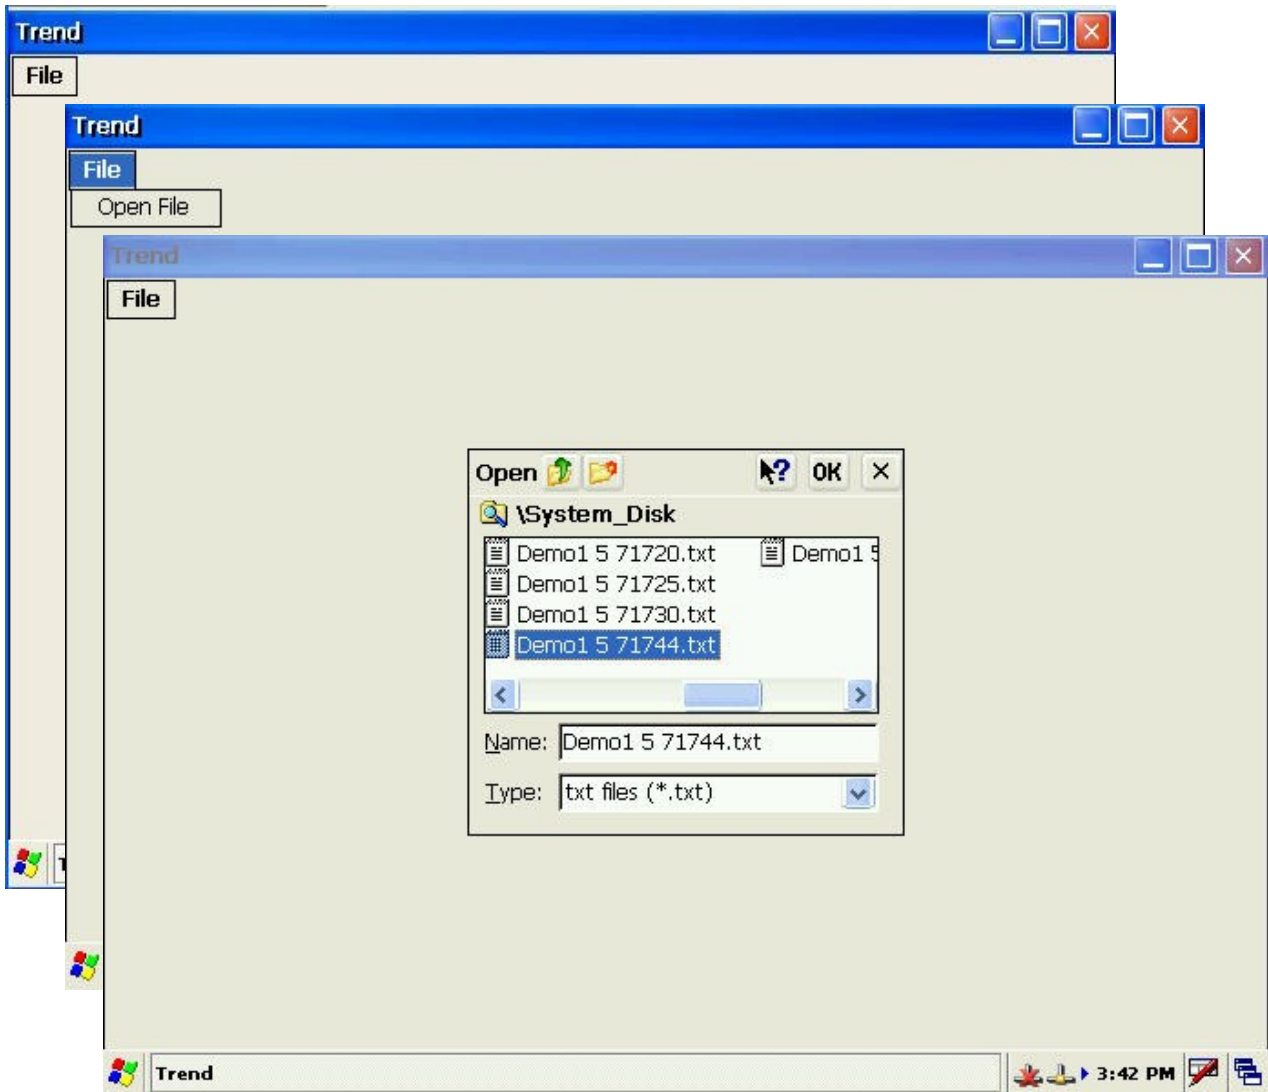 Trend
File
Trend
File
Open File
Trend
File
Open
? OK ×
\System_Disk
Demo1 5 71720.txt Demo1 5
Demo1 5 71725.txt
Demo1 5 71730.txt
Demo1 5 71744.txt
Name: Demo1 5 71744.txt
Type: txt files (*.txt)
Trend 3:42 PM